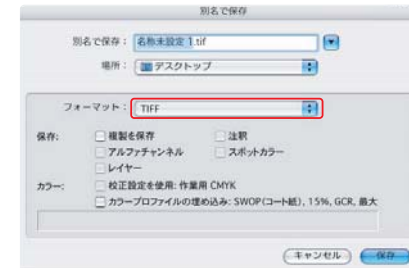 別名で保存
別名で保存： 名称未設定 1.tif
場所： デスクトップ
フォーマット： TIFF
保存： 複製を保存 注釈
アルファチャンネル スポットカラー
レイヤー
カラー： 校正設定を使用: 作業用 CMYK
カラープロファイルの埋め込み: SWOP（コート紙）, 15%, GCR, 最大
キャンセル 保存